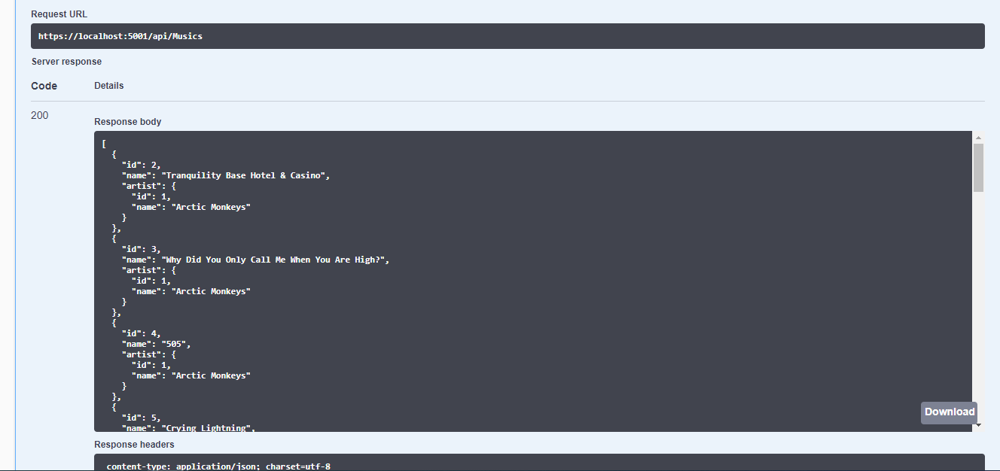 Request URL
https://localhost:5001/api/Musics
Server response
Code Details
200
Response body
[
  {
    "id": 2,
    "name": "Tranquility Base Hotel & Casino",
    "artist": {
      "id": 1,
      "name": "Arctic Monkeys"
    }
  },
  {
    "id": 3,
    "name": "Why Did You Only Call Me When You Are High?",
    "artist": {
      "id": 1,
      "name": "Arctic Monkeys"
    }
  },
  {
    "id": 4,
    "name": "505",
    "artist": {
      "id": 1,
      "name": "Arctic Monkeys"
    }
  },
  {
    "id": 5,
    "name": "Crying Lightning",
Download
Response headers
content-type: application/json; charset=utf-8